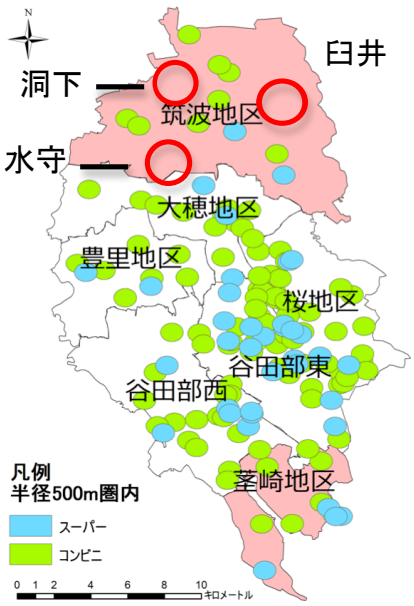 N
臼井
洞下
筑波地区
水守
大穂地区
豊里地区
桜地区
谷田部東
谷田部西
茎崎地区
凡例
半径500m圏内
スーパー
コンビニ
0 1 2 4 6 8 10 キロメートル